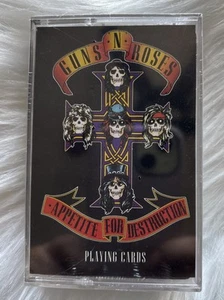 GUNS N' ROSES
APPETITE FOR DESTRUCTION
PLAYING CARDS